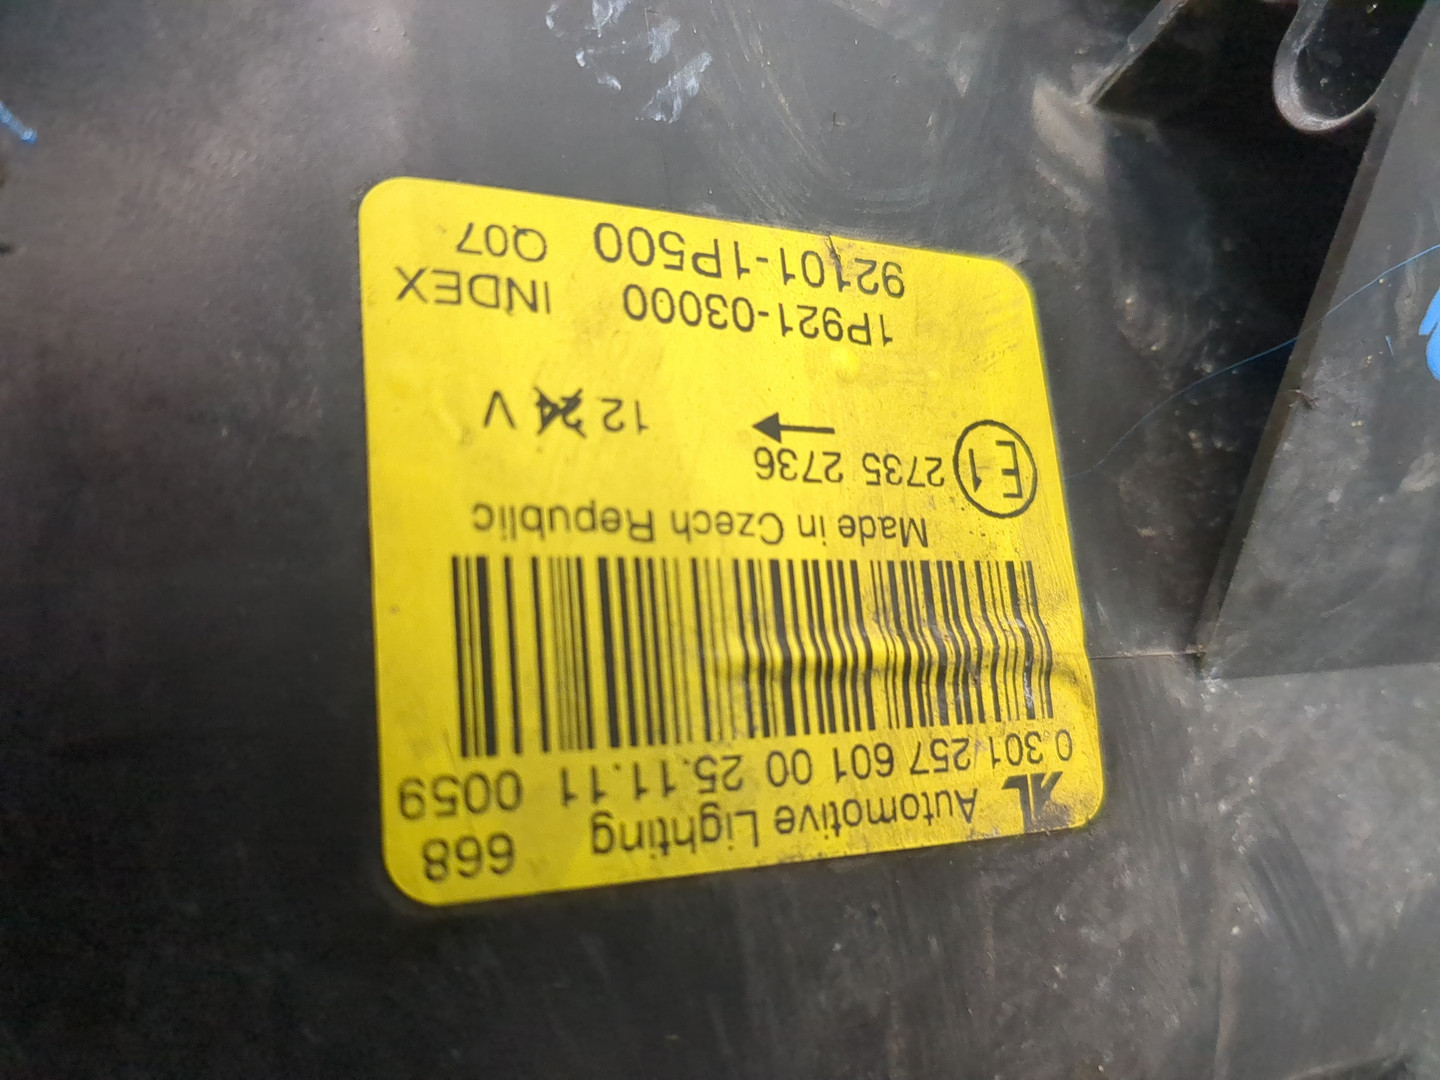 AL Automotive Lighting 668
0 301 257 601 00 25.11.11 0059
Made in Czech Republic
E1 2735 2736
12 24 V
1P921-03000 INDEX
92101-1P500 Q07